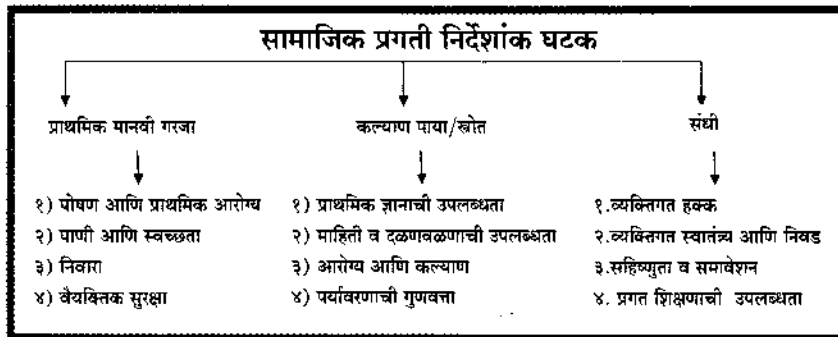 सामाजिक प्रगती निर्देशांक घटक
प्राथमिक मानवी गरजा
१) पोषण आणि प्राथमिक आरोग्य
२) पाणी आणि स्वच्छता
३) निवारा
४) वैयक्तिक सुरक्षा
कल्याण पाया/स्त्रोत
१) प्राथमिक ज्ञानाची उपलब्धता
२) माहिती व दळणवळणाची उपलब्धता
३) आरोग्य आणि कल्याण
४) पर्यावरणाची गुणवत्ता
संधी
१.व्यक्तिगत हक्क
२.व्यक्तिगत स्वातंत्र्य आणि निवड
३.सहिष्णुता व समावेशन
४. प्रगत शिक्षणाची उपलब्धता